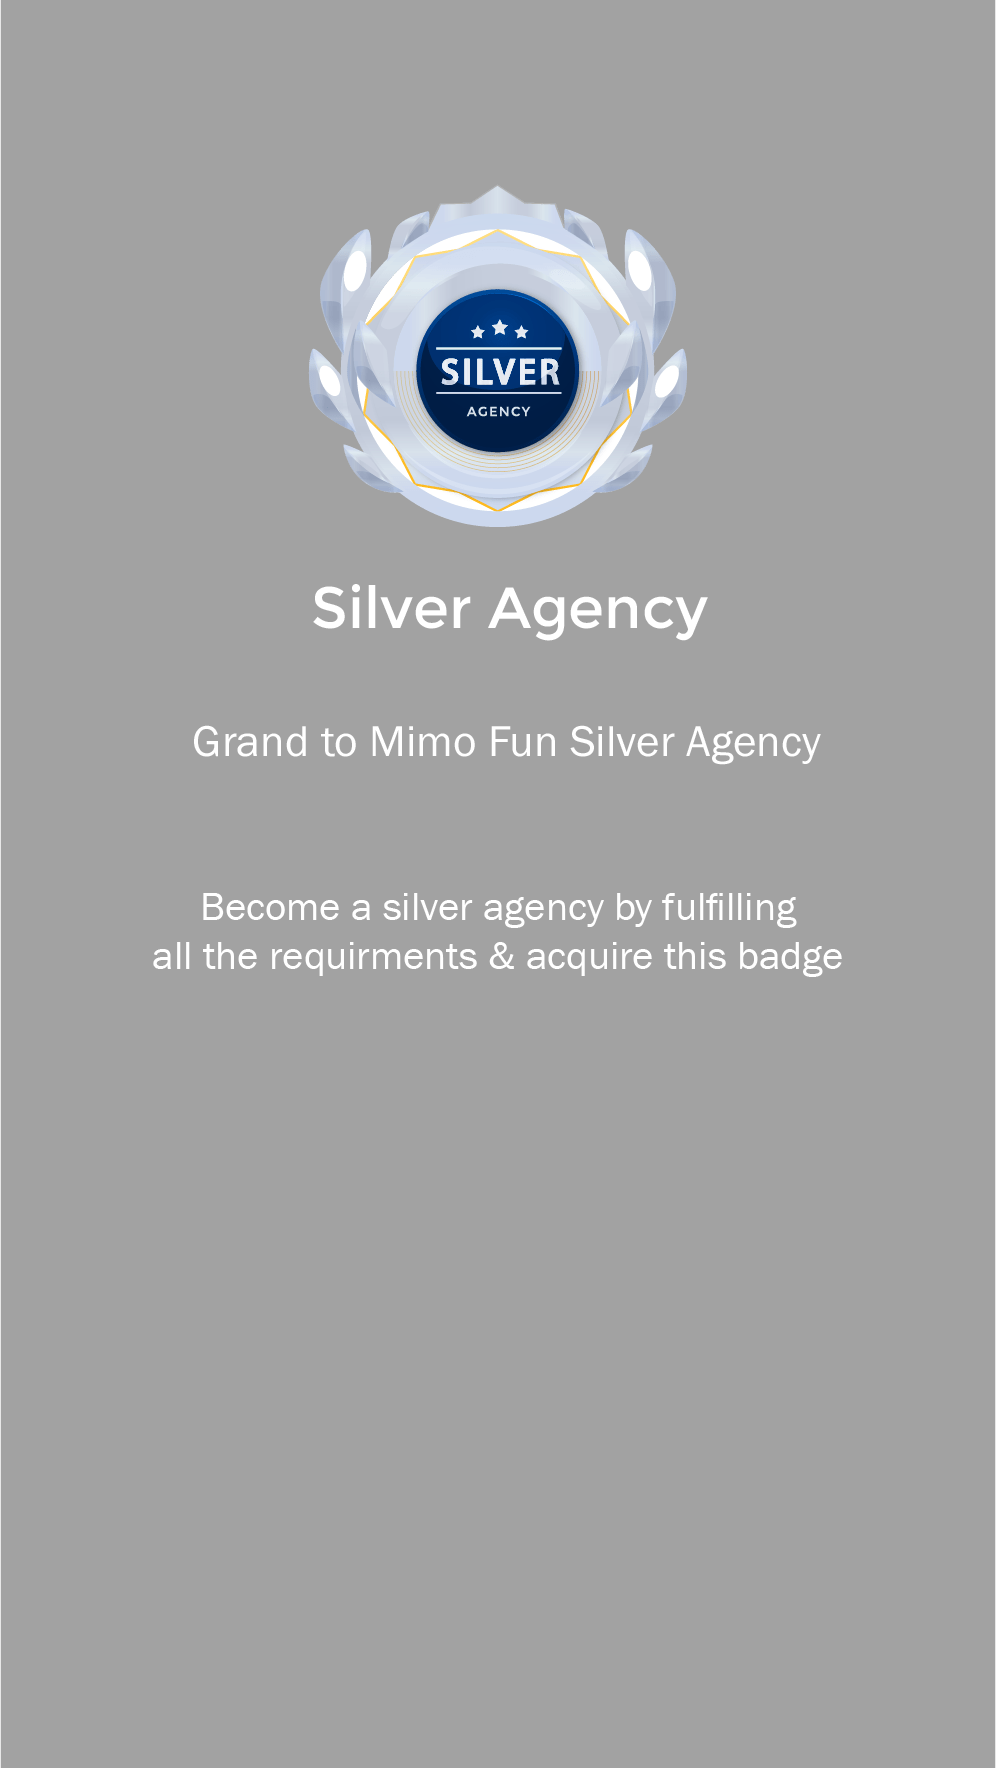 SILVER
AGENCY
Silver Agency
Grand to Mimo Fun Silver Agency
Become a silver agency by fulfilling
all the requirments & acquire this badge